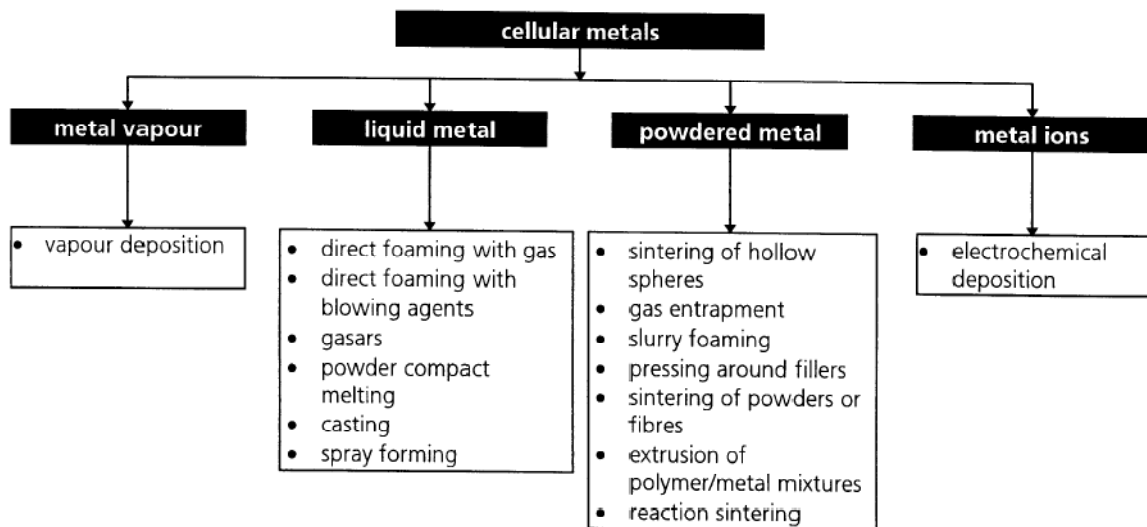 cellular metals
metal vapour
liquid metal
powdered metal
metal ions
• vapour deposition
• direct foaming with gas
• direct foaming with
blowing agents
• gasars
• powder compact
melting
• casting
• spray forming
• sintering of hollow
spheres
• gas entrapment
• slurry foaming
• pressing around fillers
• sintering of powders or
fibres
• extrusion of
polymer/metal mixtures
• reaction sintering
• electrochemical
deposition